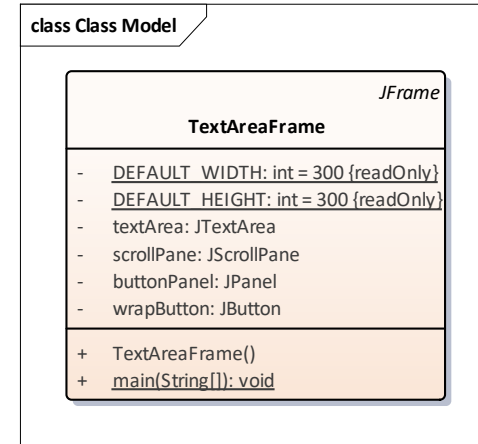 class Class Model
JFrame
TextAreaFrame
- DEFAULT_WIDTH: int = 300 {readOnly}
- DEFAULT_HEIGHT: int = 300 {readOnly}
- textArea: JTextArea
- scrollPane: JScrollPane
- buttonPanel: JPanel
- wrapButton: JButton
+ TextAreaFrame()
+ main(String[]): void